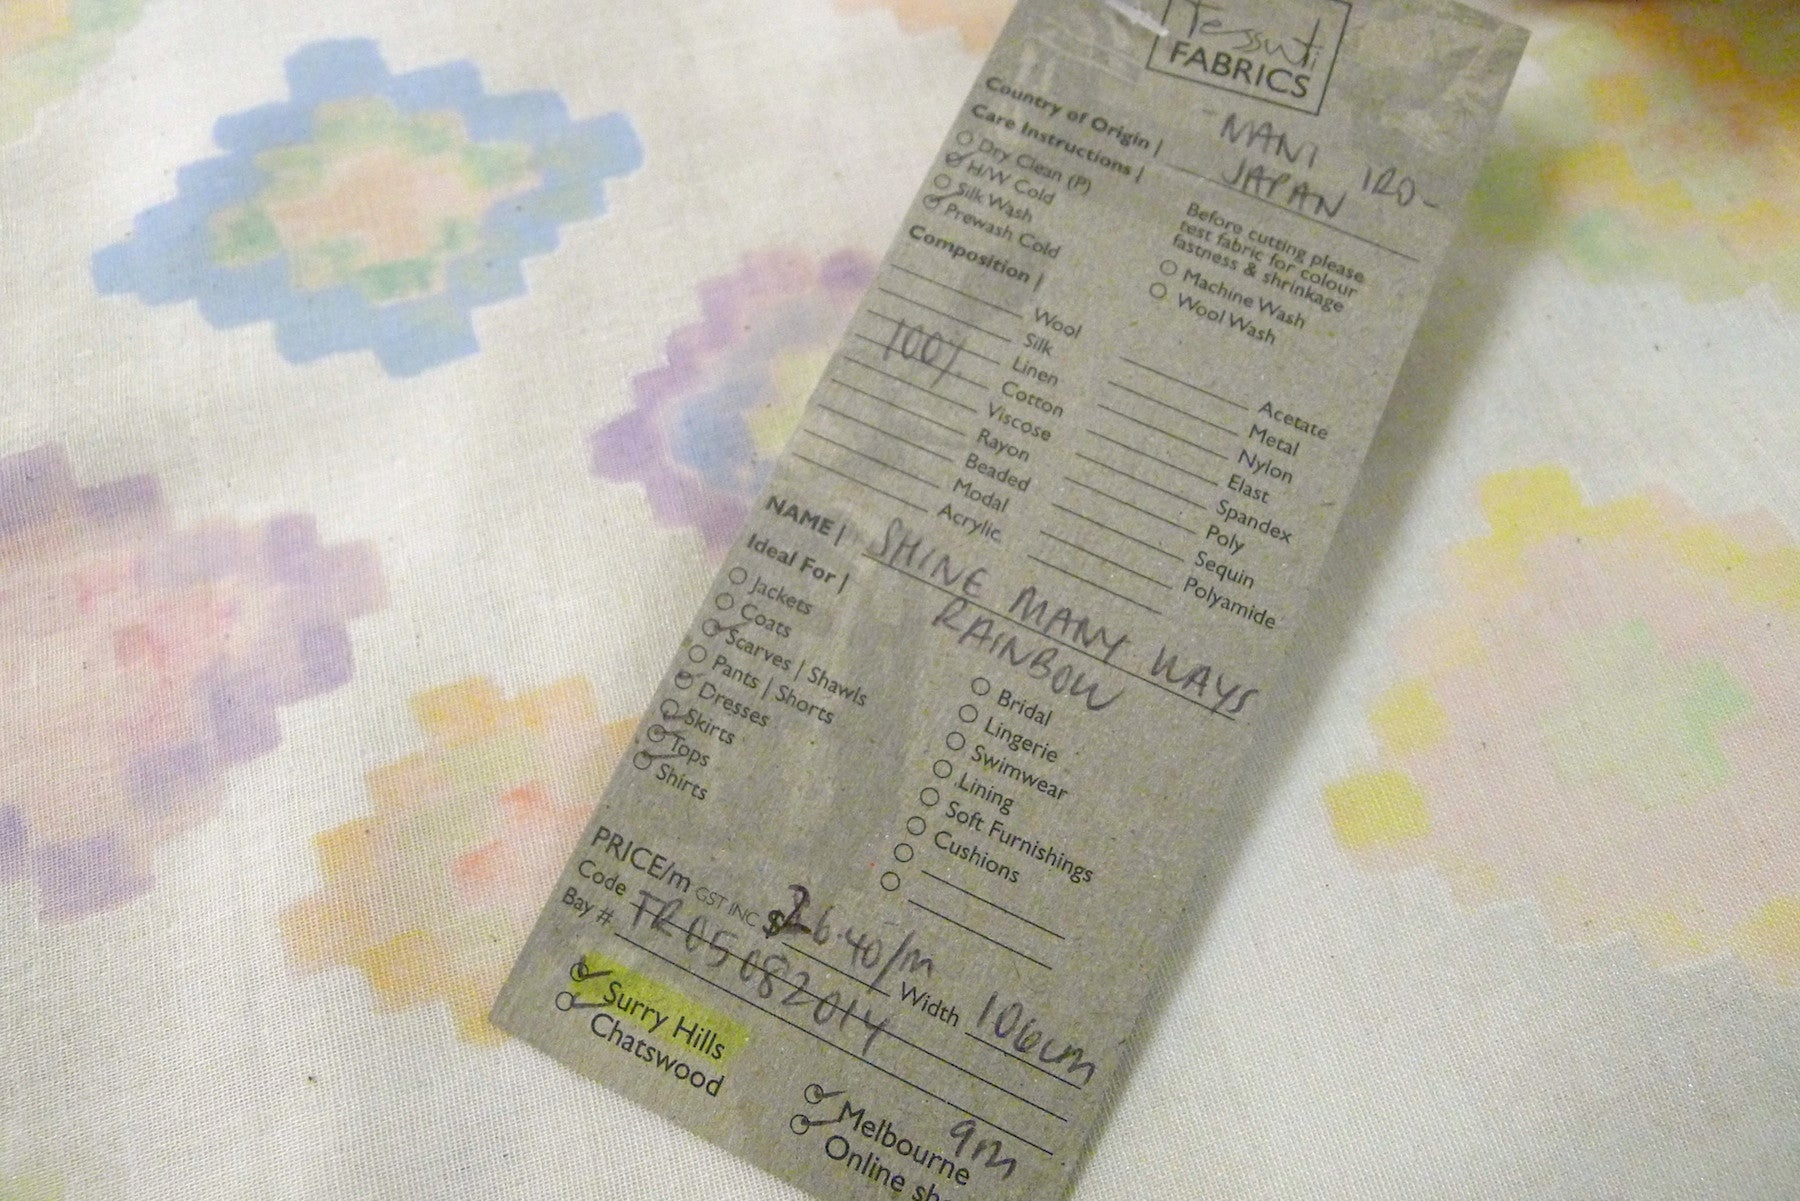 Tessuti
FABRICS
- NANI IRO -
Country of Origin | JAPAN
Care Instructions |
Dry Clean (P)
H/W Cold
Silk Wash
Prewash Cold
Before cutting please
test fabric for colour
fastness & shrinkage
Machine Wash
Wool Wash
Composition |
Wool
Silk
Linen
100% Cotton
Viscose
Rayon
Beaded
Modal
Acrylic
Acetate
Metal
Nylon
Elast
Spandex
Poly
Sequin
Polyamide
NAME | SHINE MANY WAYS
RAINBOW
Ideal For |
Jackets
Coats
Scarves | Shawls
Pants | Shorts
Dresses
Skirts
Tops
Shirts
Bridal
Lingerie
Swimwear
Lining
Soft Furnishings
Cushions
PRICE/m GST INC $26.40/m Width 106cm
Code TR05082014
Bay #
9m
Surry Hills
Chatswood
Melbourne
Online